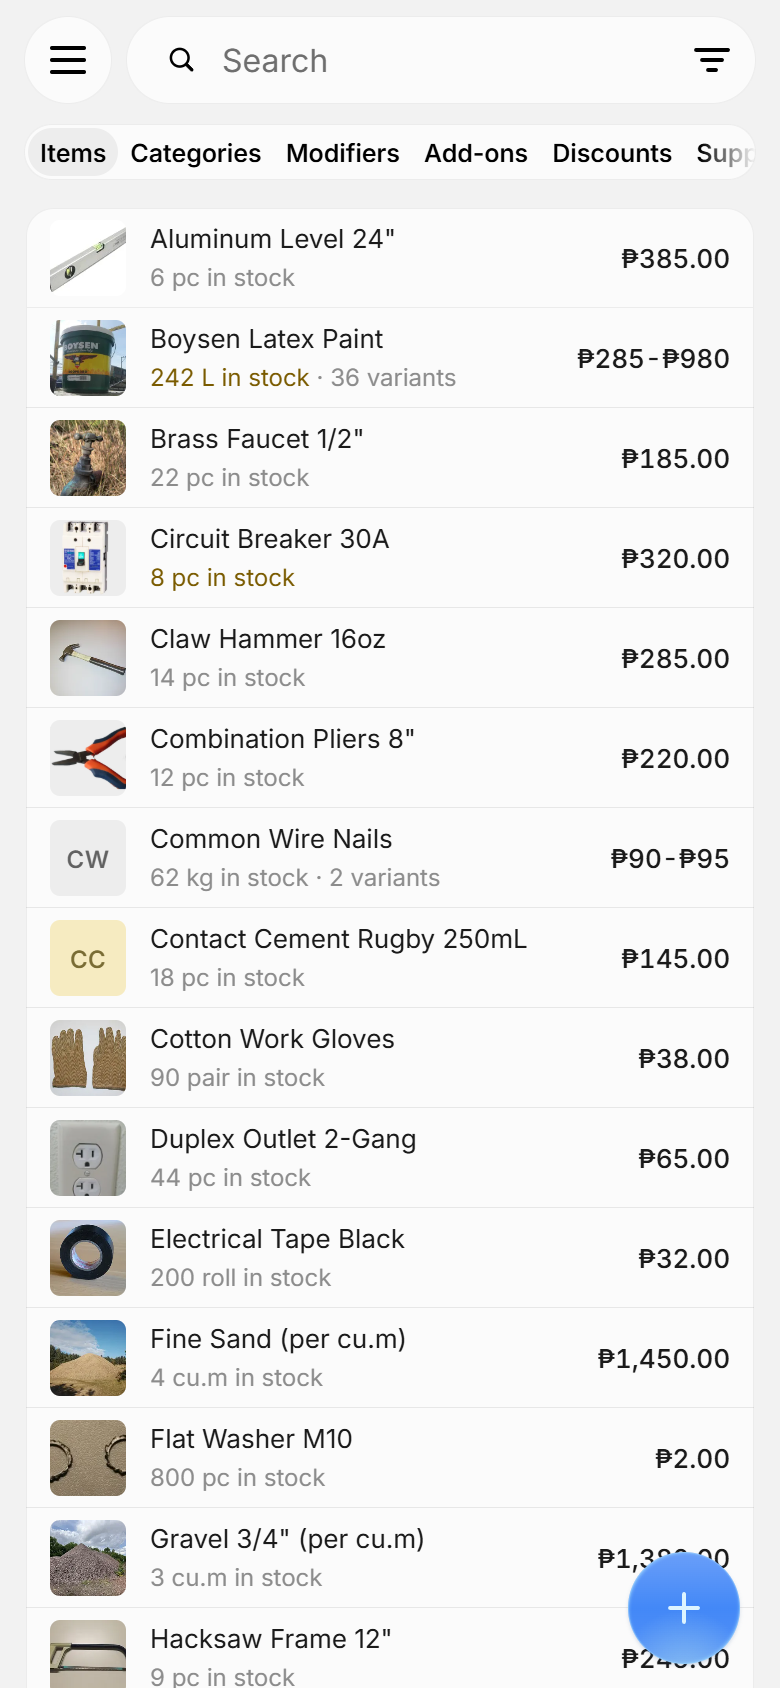 Search
Items Categories Modifiers Add-ons Discounts Supp
Aluminum Level 24"
6 pc in stock
₱385.00
BOYSEN
Boysen Latex Paint
242 L in stock · 36 variants
₱285-₱980
Brass Faucet 1/2"
22 pc in stock
₱185.00
Circuit Breaker 30A
8 pc in stock
₱320.00
Claw Hammer 16oz
14 pc in stock
₱285.00
Combination Pliers 8"
12 pc in stock
₱220.00
CW
Common Wire Nails
62 kg in stock · 2 variants
₱90-₱95
CC
Contact Cement Rugby 250mL
18 pc in stock
₱145.00
Cotton Work Gloves
90 pair in stock
₱38.00
Duplex Outlet 2-Gang
44 pc in stock
₱65.00
Electrical Tape Black
200 roll in stock
₱32.00
Fine Sand (per cu.m)
4 cu.m in stock
₱1,450.00
Flat Washer M10
800 pc in stock
₱2.00
Gravel 3/4" (per cu.m)
3 cu.m in stock
Hacksaw Frame 12"
9 pc in stock